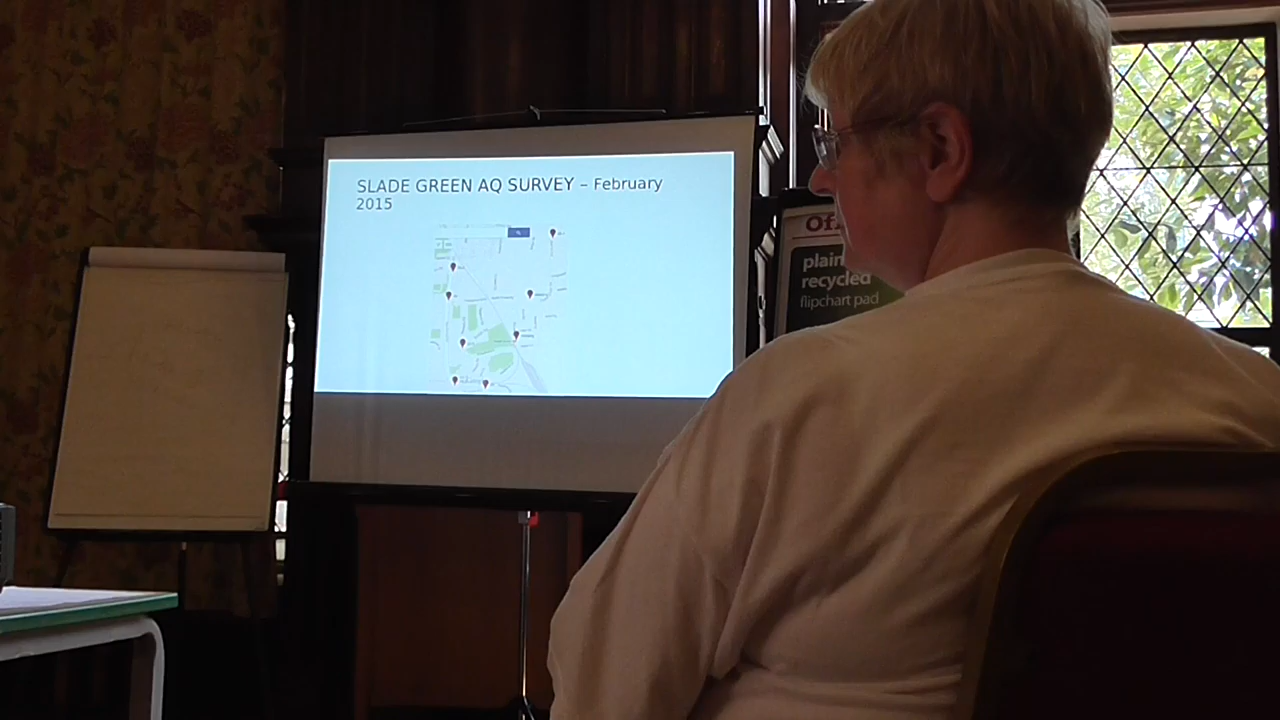 SLADE GREEN AQ SURVEY – February
2015
plain
recycled
flipchart pad